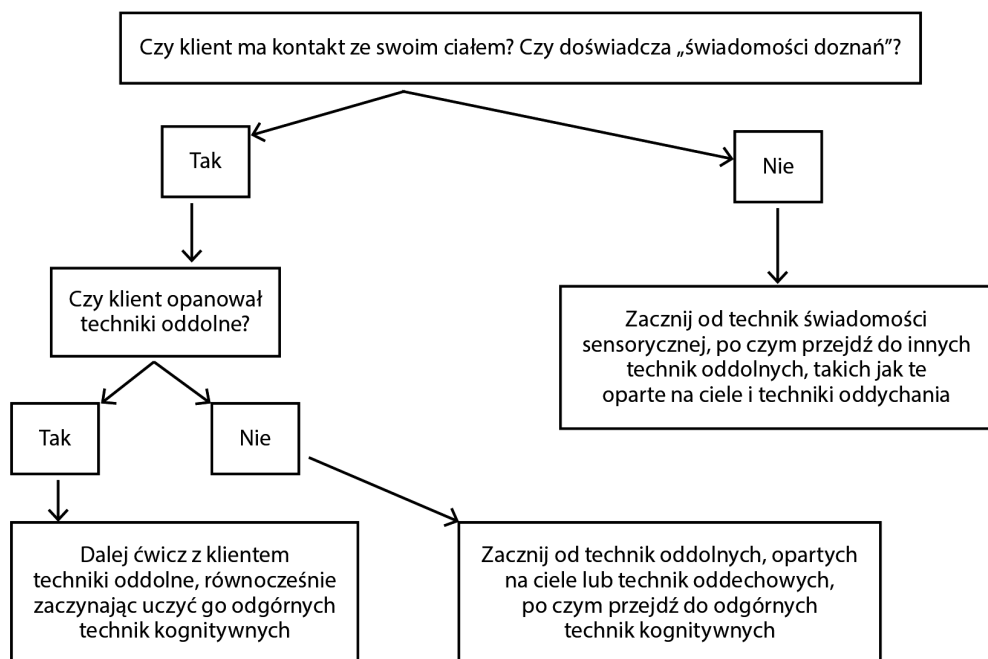 Czy klient ma kontakt ze swoim ciałem? Czy doświadcza „świadomości doznań”?
Tak
Nie
Czy klient opanował
techniki oddolne?
Zacznij od technik świadomości
sensorycznej, po czym przejdź do innych
technik oddolnych, takich jak te
oparte na ciele i techniki oddychania
Tak
Nie
Dalej ćwicz z klientem
techniki oddolne, równocześnie
zaczynając uczyć go odgórnych
technik kognitywnych
Zacznij od technik oddolnych, opartych
na ciele lub technik oddechowych,
po czym przejdź do odgórnych
technik kognitywnych